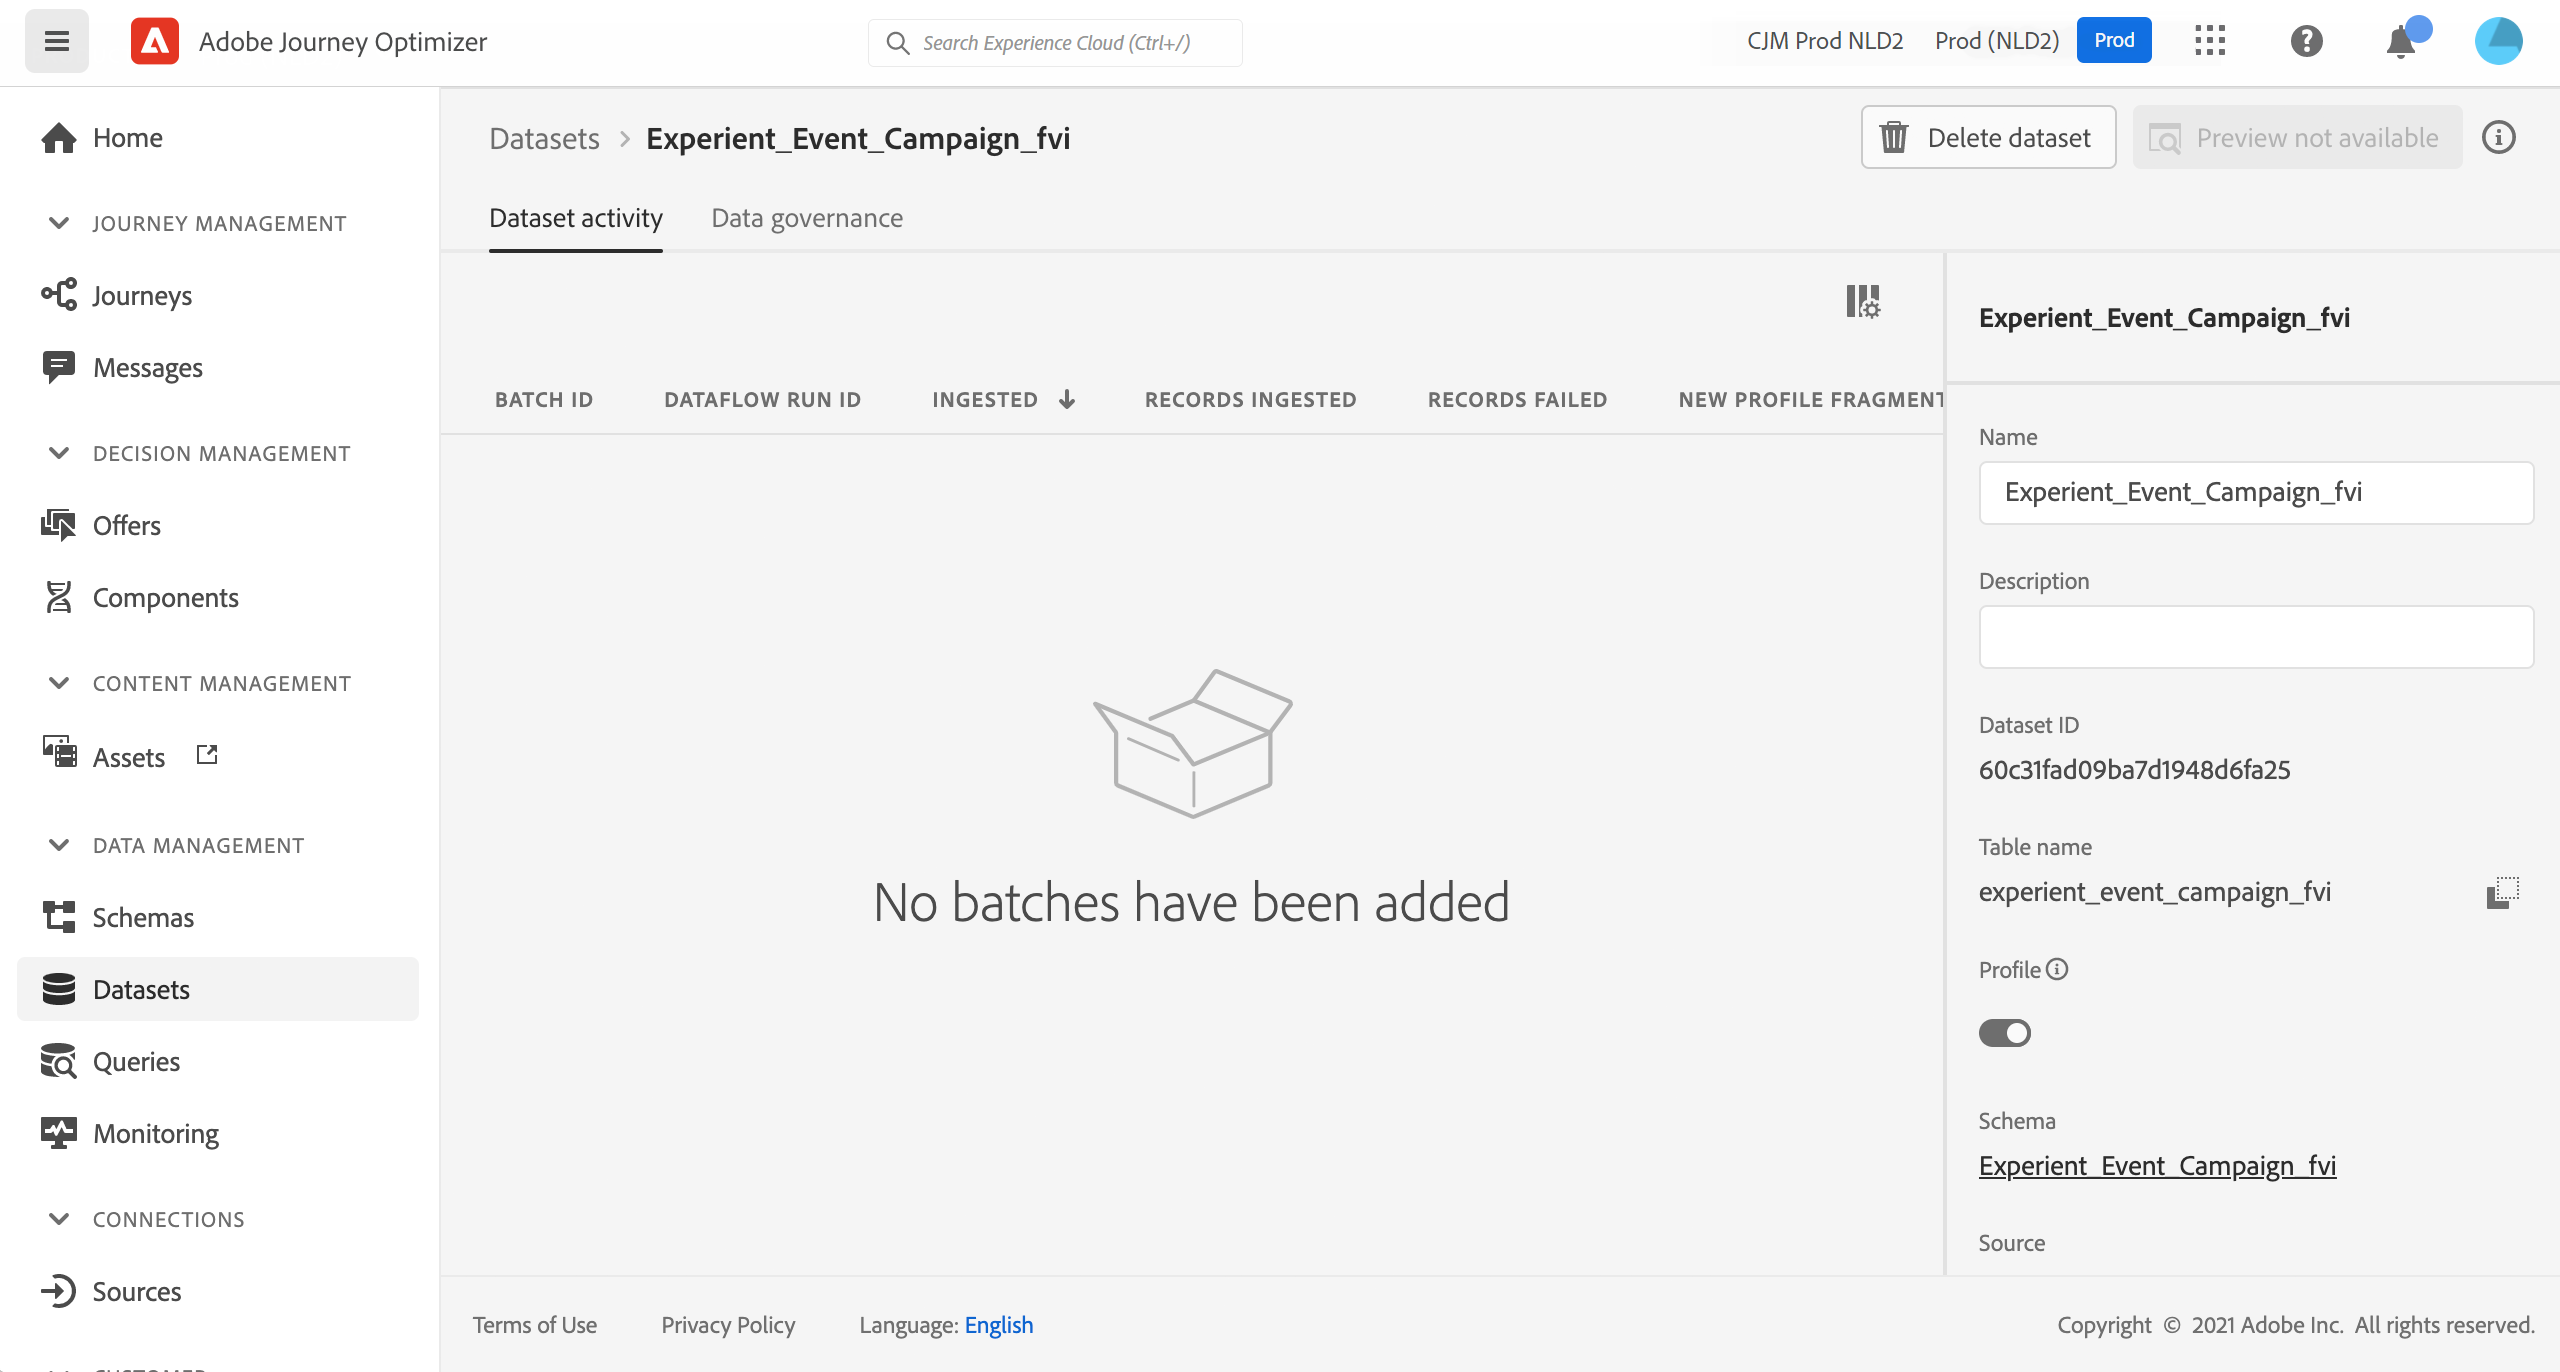 Adobe Journey Optimizer
Search Experience Cloud (Ctrl+/)
CJM Prod NLD2
Prod (NLD2)
Prod
Home
JOURNEY MANAGEMENT
Journeys
Messages
DECISION MANAGEMENT
Offers
Components
CONTENT MANAGEMENT
Assets
DATA MANAGEMENT
Schemas
Datasets
Queries
Monitoring
CONNECTIONS
Sources
CUSTOMER
Datasets > Experient_Event_Campaign_fvi
Delete dataset
Preview not available
Dataset activity
Data governance
BATCH ID
DATAFLOW RUN ID
INGESTED
RECORDS INGESTED
RECORDS FAILED
NEW PROFILE FRAGMENT
No batches have been added
Experient_Event_Campaign_fvi
Name
Experient_Event_Campaign_fvi
Description
Dataset ID
60c31fad09ba7d1948d6fa25
Table name
experient_event_campaign_fvi
Profile
Schema
Experient_Event_Campaign_fvi
Source
Terms of Use
Privacy Policy
Language: English
Copyright © 2021 Adobe Inc. All rights reserved.